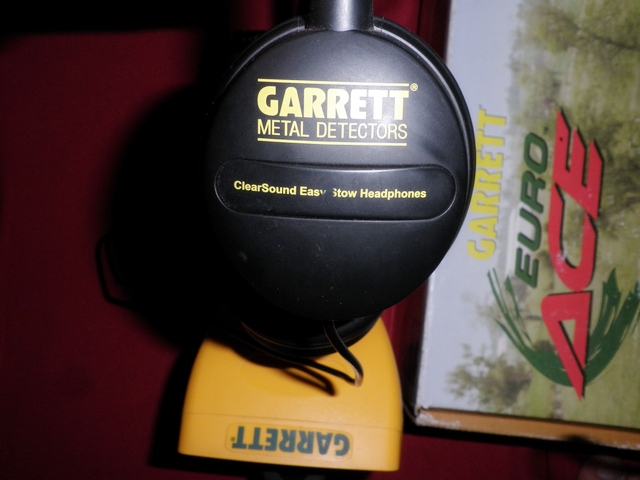 GARRETT®
METAL DETECTORS
ClearSound Easy Stow Headphones
GARRETT
EURO
ACE
GARRETT